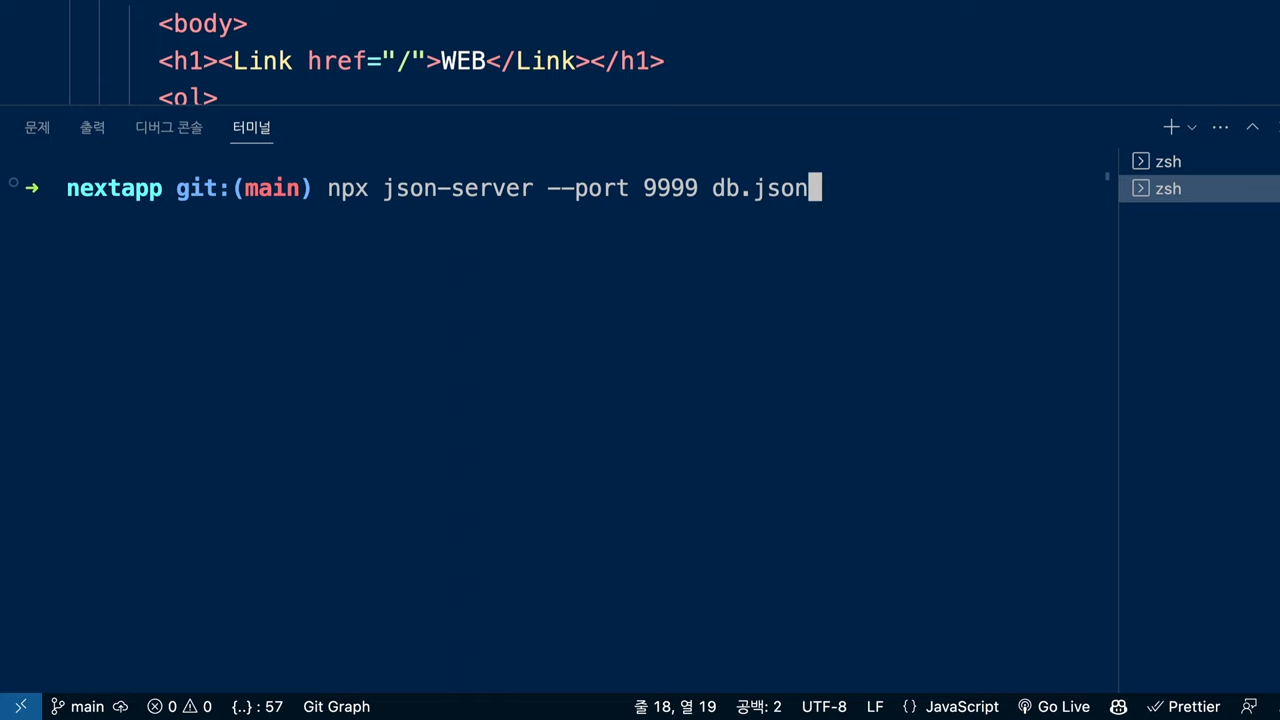 <body>
<h1><Link href="/">WEB</Link></h1>
<ol>
문제 출력 디버그 콘솔 터미널
zsh
➜ nextapp git:(main) npx json-server --port 9999 db.json
zsh
main 0 0 {..} : 57 Git Graph 줄 18, 열 19 공백: 2 UTF-8 LF {} JavaScript Go Live Prettier